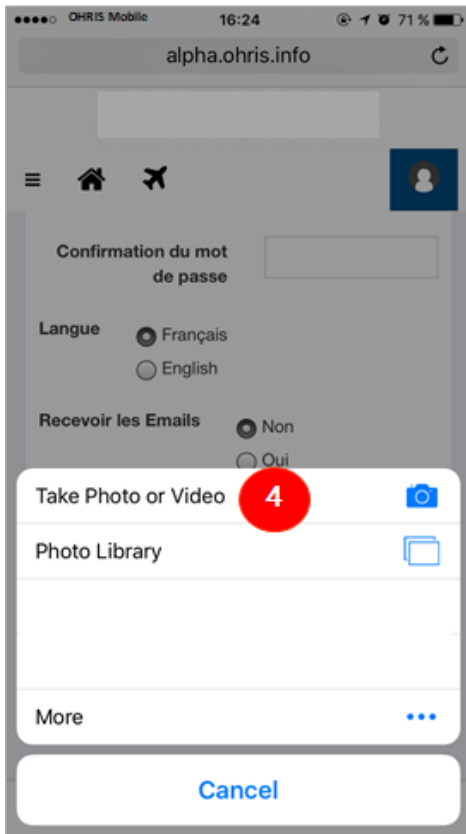 OHRIS Mobile 16:24 71 %
alpha.ohris.info
Confirmation du mot
de passe
Langue Français
English
Recevoir les Emails Non
Oui
Take Photo or Video 4
Photo Library
More
Cancel